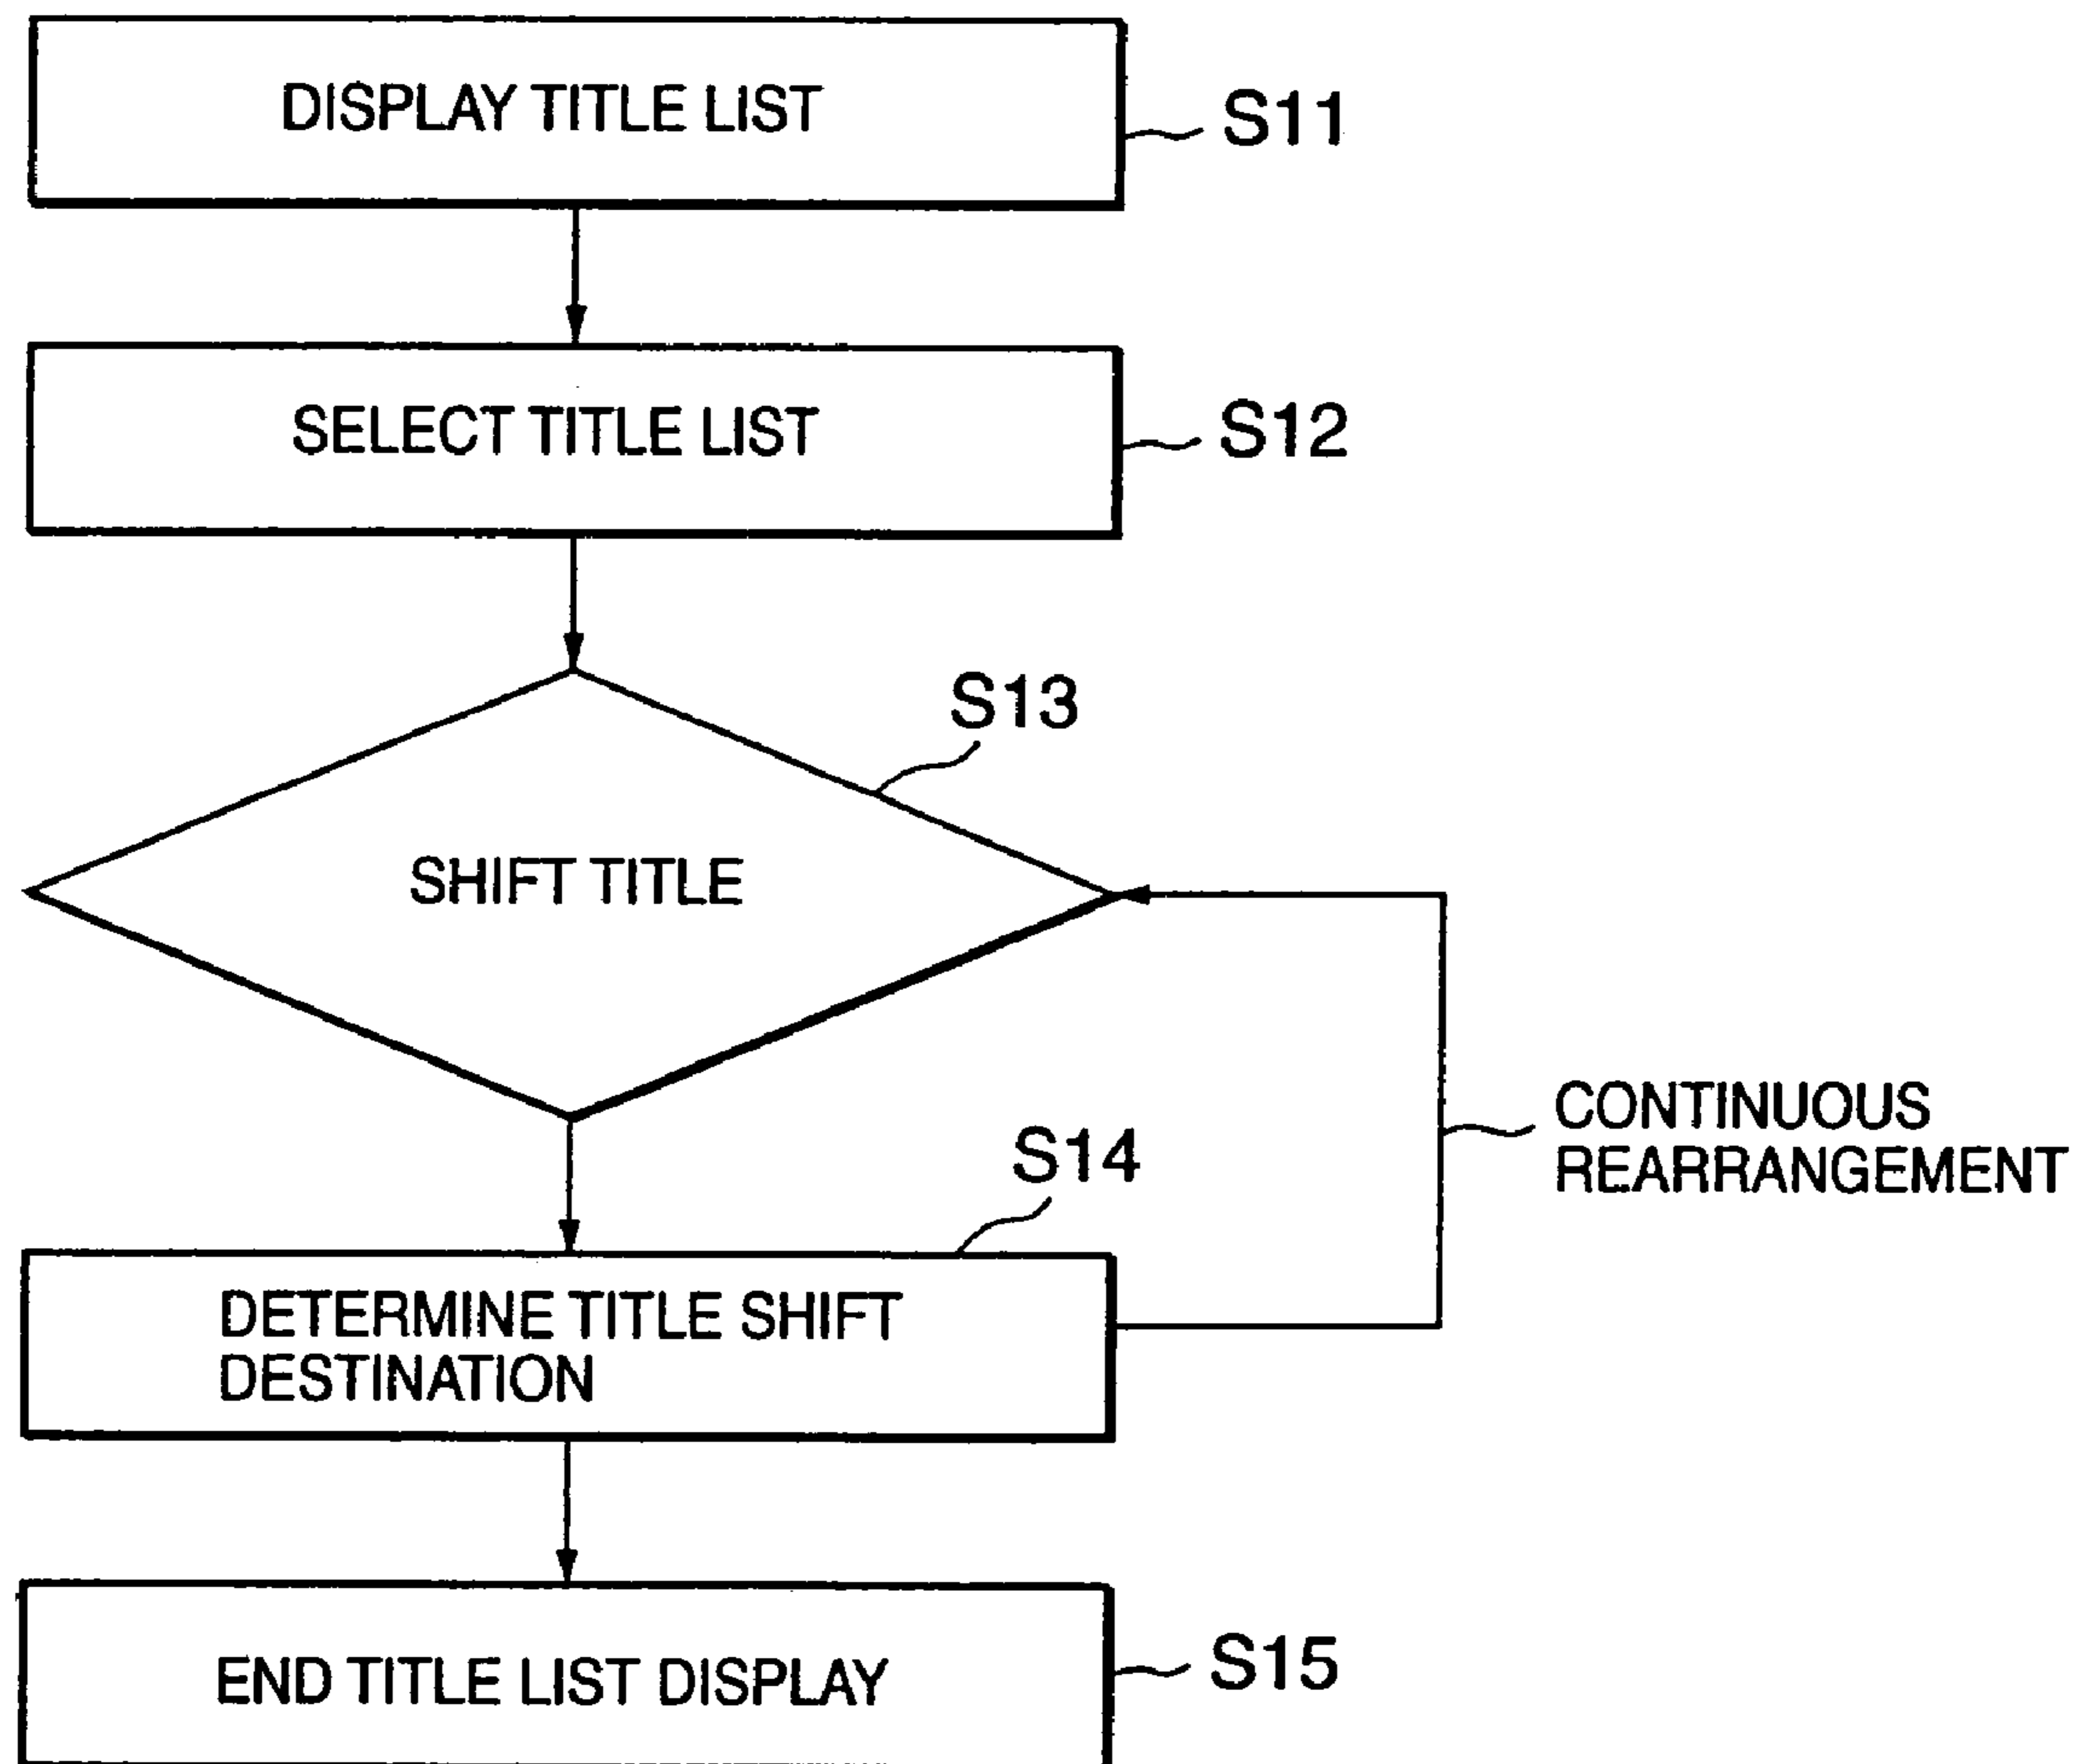 DISPLAY TITLE LIST
S11
SELECT TITLE LIST
S12
S13
SHIFT TITLE
CONTINUOUS
REARRANGEMENT
S14
DETERMINE TITLE SHIFT
DESTINATION
END TITLE LIST DISPLAY
S15